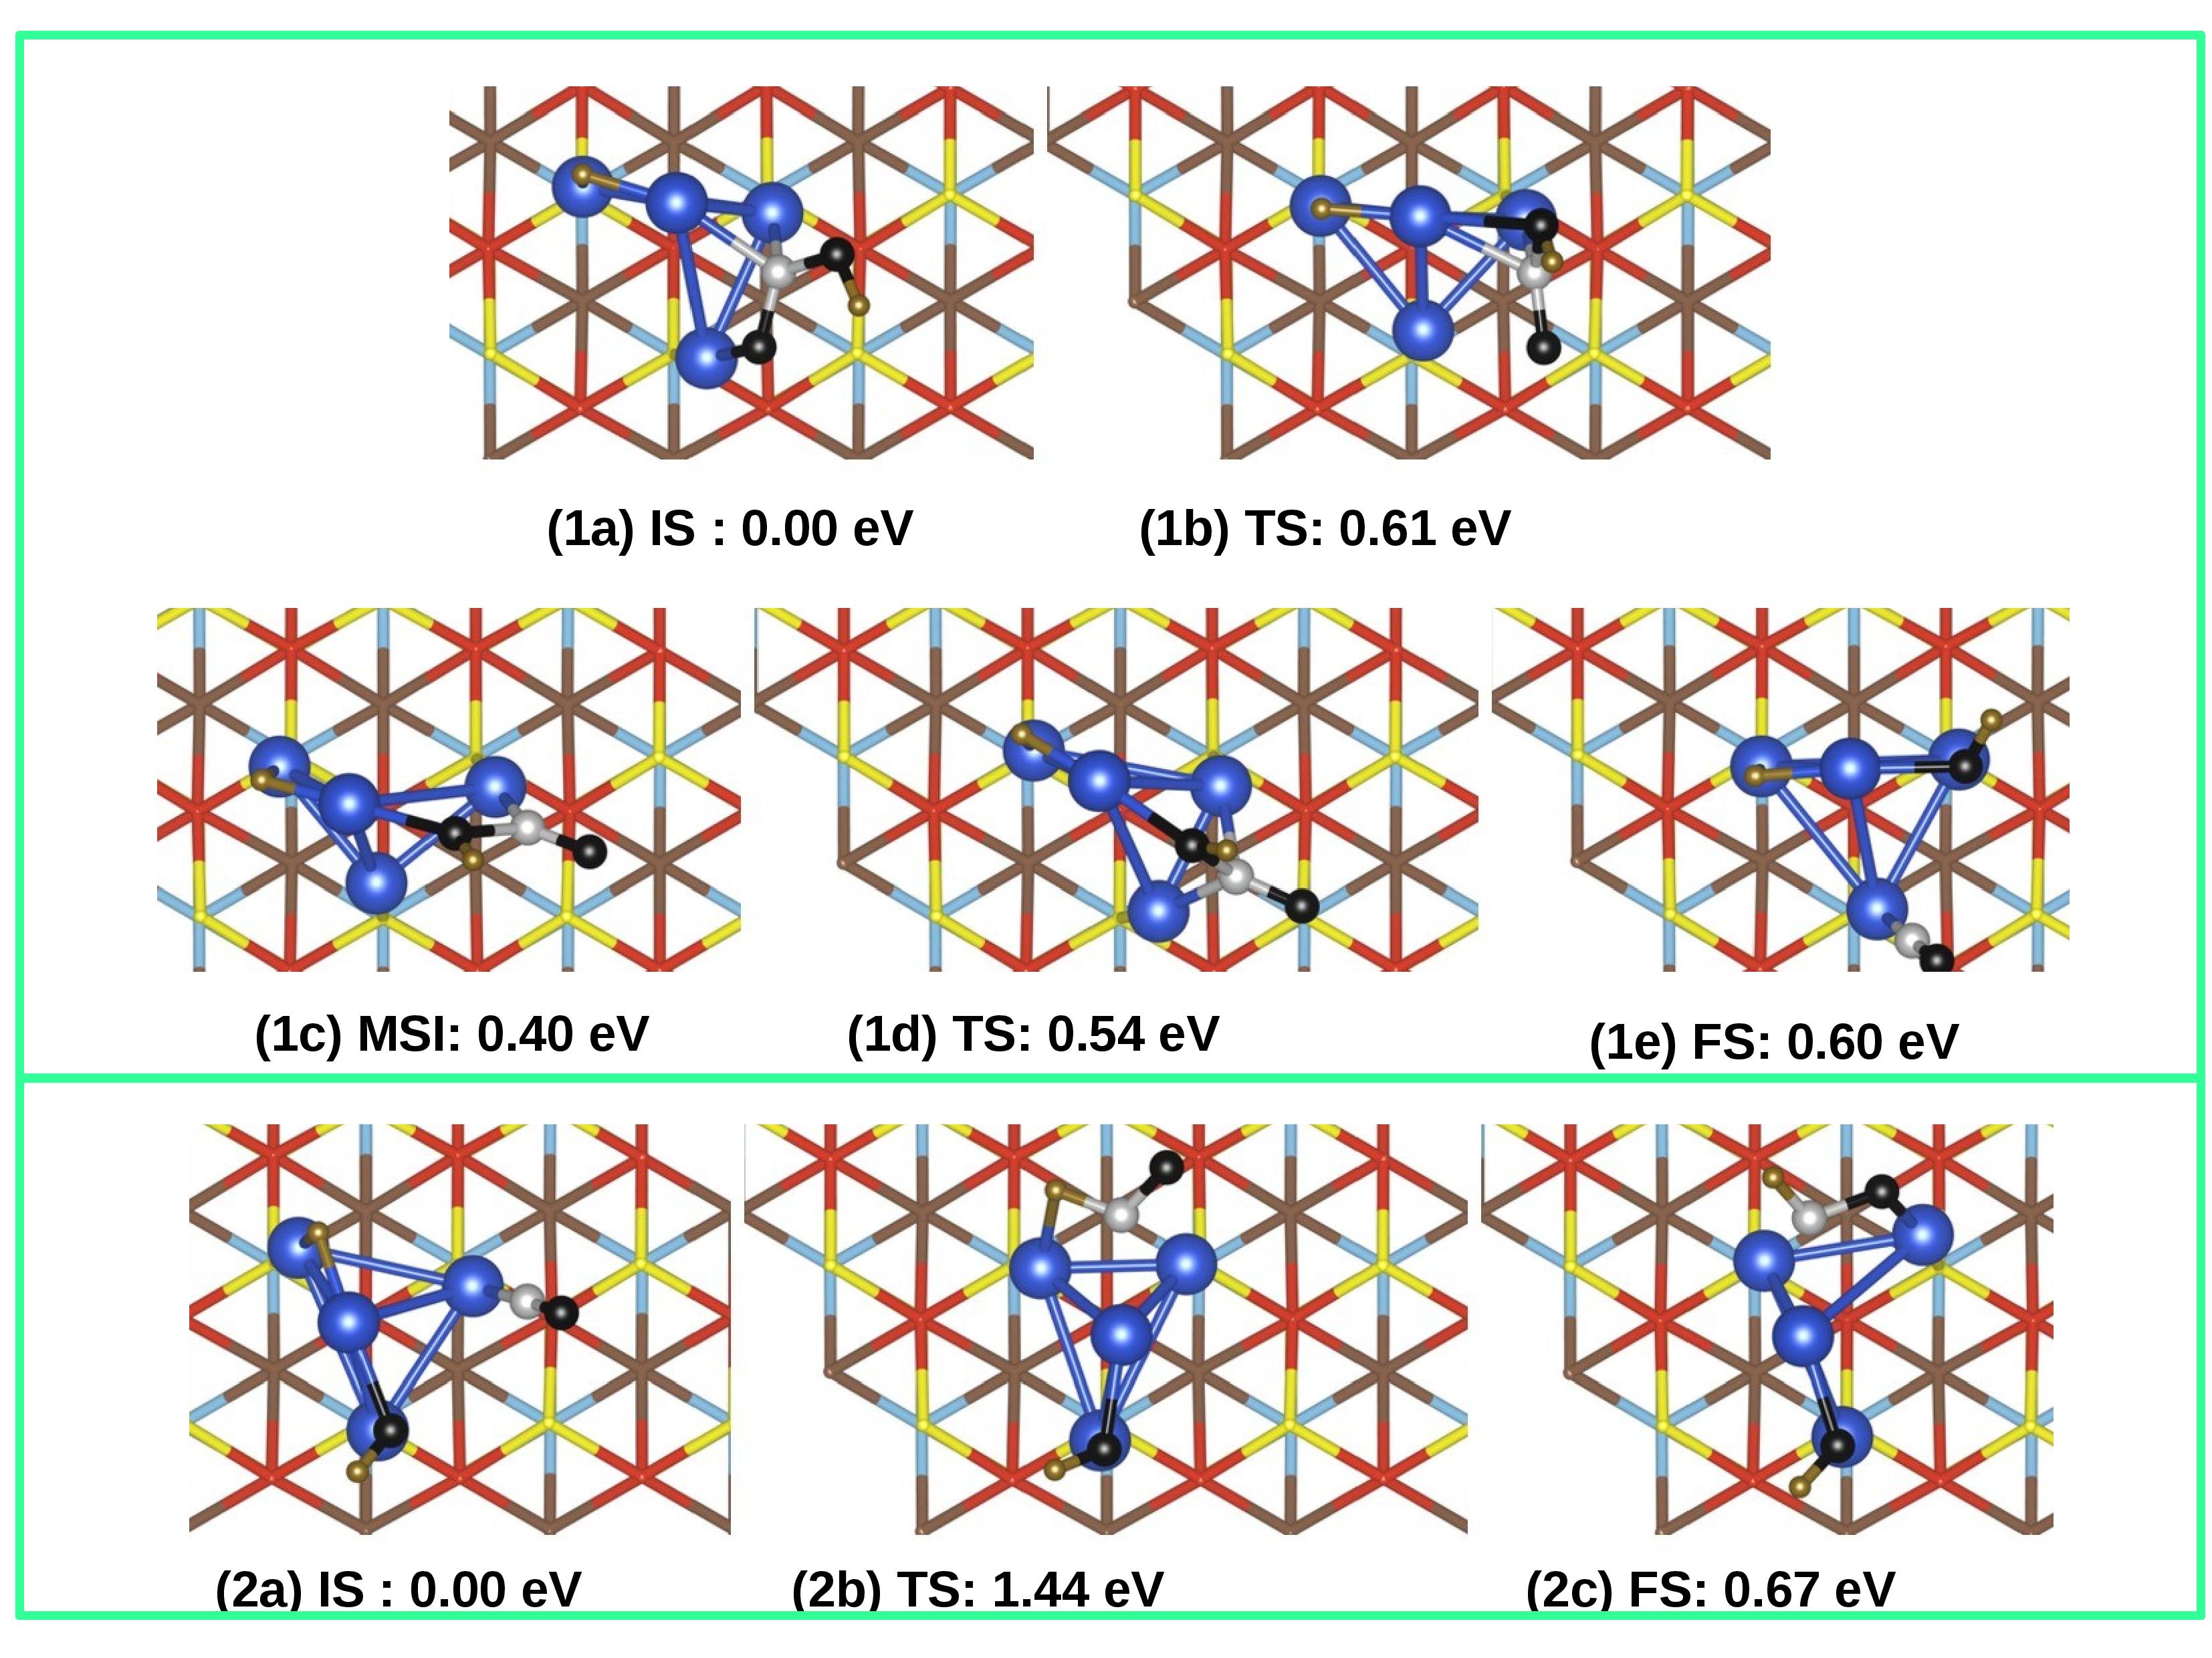 (1a) IS : 0.00 eV
(1b) TS: 0.61 eV
(1c) MSI: 0.40 eV
(1d) TS: 0.54 eV
(1e) FS: 0.60 eV
(2a) IS : 0.00 eV
(2b) TS: 1.44 eV
(2c) FS: 0.67 eV